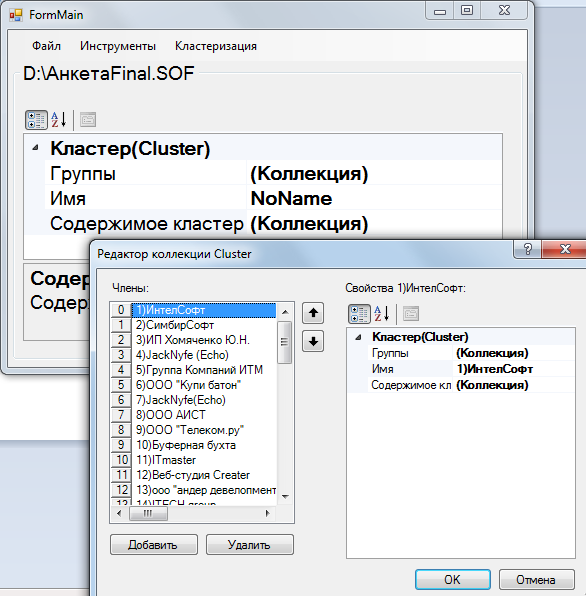 FormMain
Файл Инструменты Кластеризация
D:\АнкетаFinal.SOF
Кластер(Cluster)
Группы (Коллекция)
Имя NoName
Содержимое кластер (Коллекция)
Редактор коллекции Cluster
Члены:
0 1)ИнтелСофт
1 2)СимбирСофт
2 3)ИП Хомяченко Ю.Н.
3 4)JackNyfe (Echo)
4 5)Группа Компаний ИТМ
5 6)ООО "Купи батон"
6 7)JackNyfe(Echo)
7 8)ООО АИСТ
8 9)ООО "Телеком.ру"
9 10)Буферная бухта
10 11)ITmaster
11 12)Веб-студия Creater
12 13)ооо "андер девелопмент
13 14)ITECH.group
Добавить Удалить
Свойства 1)ИнтелСофт:
Кластер(Cluster)
Группы (Коллекция)
Имя 1)ИнтелСофт
Содержимое кл (Коллекция)
OK Отмена
Содер
Содер